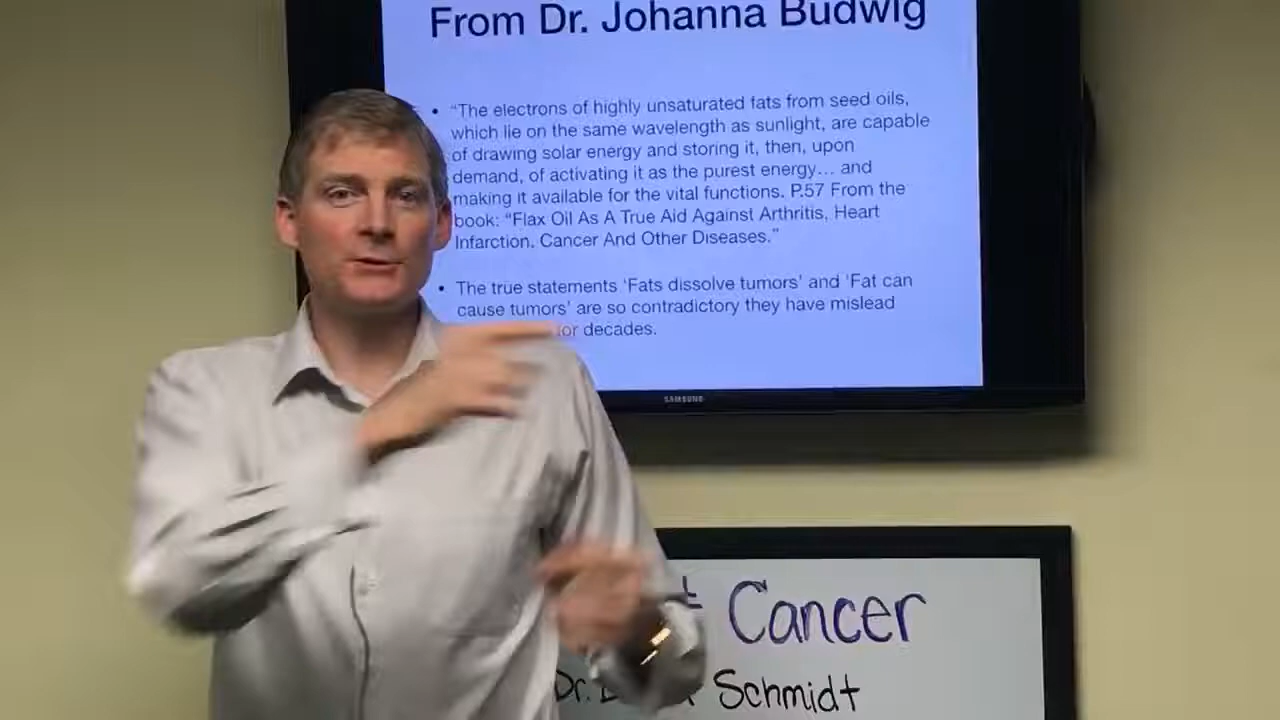 From Dr. Johanna Budwig
• “The electrons of highly unsaturated fats from seed oils,
which lie on the same wavelength as sunlight, are capable
of drawing solar energy and storing it, then, upon
demand, of activating it as the purest energy... and
making it available for the vital functions. P.57 From the
book: “Flax Oil As A True Aid Against Arthritis, Heart
Infarction, Cancer And Other Diseases.”
• The true statements ‘Fats dissolve tumors’ and ‘Fat can
cause tumors’ are so contradictory they have mislead
for decades.
SAMSUNG
Cancer
Dr. Schmidt